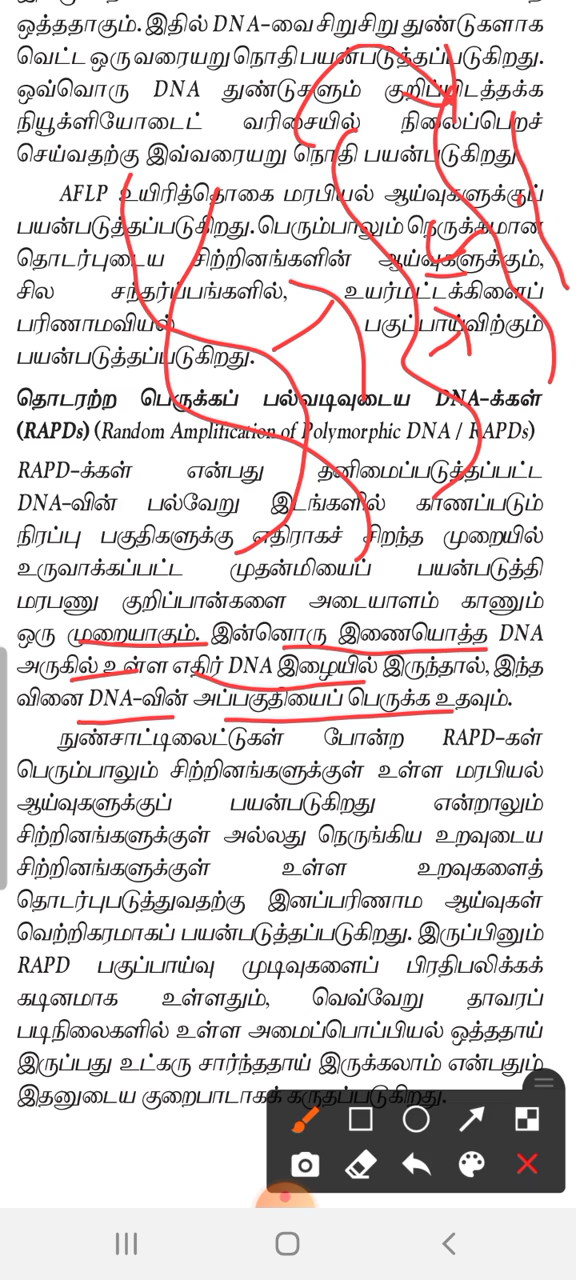 ஒத்ததாகும். இதில் DNA-வை சிறுசிறு துண்டுகளாக
வெட்ட ஒரு வரையறு நொதி பயன்படுத்தப்படுகிறது.
ஒவ்வொரு DNA துண்டுகளும் குறிப்பிடத்தக்க
நியூக்ளியோடைட் வரிசையில் நிலைப்பெறச்
செய்வதற்கு இவ்வரையறு நொதி பயன்படுகிறது.
AFLP உயிரித்தொகை மரபியல் ஆய்வுகளுக்குப்
பயன்படுத்தப்படுகிறது. பெரும்பாலும் நெருக்கமான
தொடர்புடைய சிற்றினங்களின் ஆய்வுகளுக்கும்,
சில சந்தர்ப்பங்களில், உயர்மட்டக்கிளைப்
பரிணாமவியல் பகுப்பாய்விற்கும்
பயன்படுத்தப்படுகிறது.
தொடரற்ற பெருக்கப் பல்வடிவுடைய DNA-க்கள்
(RAPDs) (Random Amplification of Polymorphic DNA / RAPDs)
RAPD-க்கள் என்பது தனிமைப்படுத்தப்பட்ட
DNA-வின் பல்வேறு இடங்களில் காணப்படும்
நிரப்பு பகுதிகளுக்கு எதிராகச் சிறந்த முறையில்
உருவாக்கப்பட்ட முதன்மியைப் பயன்படுத்தி
மரபணு குறிப்பான்களை அடையாளம் காணும்
ஒரு முறையாகும். இன்னொரு இணையொத்த DNA
அருகில் உள்ள எதிர் DNA இழையில் இருந்தால், இந்த
வினை DNA-வின் அப்பகுதியைப் பெருக்க உதவும்.
நுண்சாட்டிலைட்டுகள் போன்ற RAPD-கள்
பெரும்பாலும் சிற்றினங்களுக்குள் உள்ள மரபியல்
ஆய்வுகளுக்குப் பயன்படுகிறது என்றாலும்
சிற்றினங்களுக்குள் அல்லது நெருங்கிய உறவுடைய
சிற்றினங்களுக்குள் உள்ள உறவுகளைத்
தொடர்புபடுத்துவதற்கு இனப்பரிணாம ஆய்வுகள்
வெற்றிகரமாகப் பயன்படுத்தப்படுகிறது. இருப்பினும்
RAPD பகுப்பாய்வு முடிவுகளைப் பிரதிபலிக்கக்
கடினமாக உள்ளதும், வெவ்வேறு தாவரப்
படிநிலைகளில் உள்ள அமைப்பொப்பியல் ஒத்ததாய்
இருப்பது உட்கரு சார்ந்ததாய் இருக்கலாம் என்பதும்
இதனுடைய குறைபாடாகக் கருதப்படுகிறது.